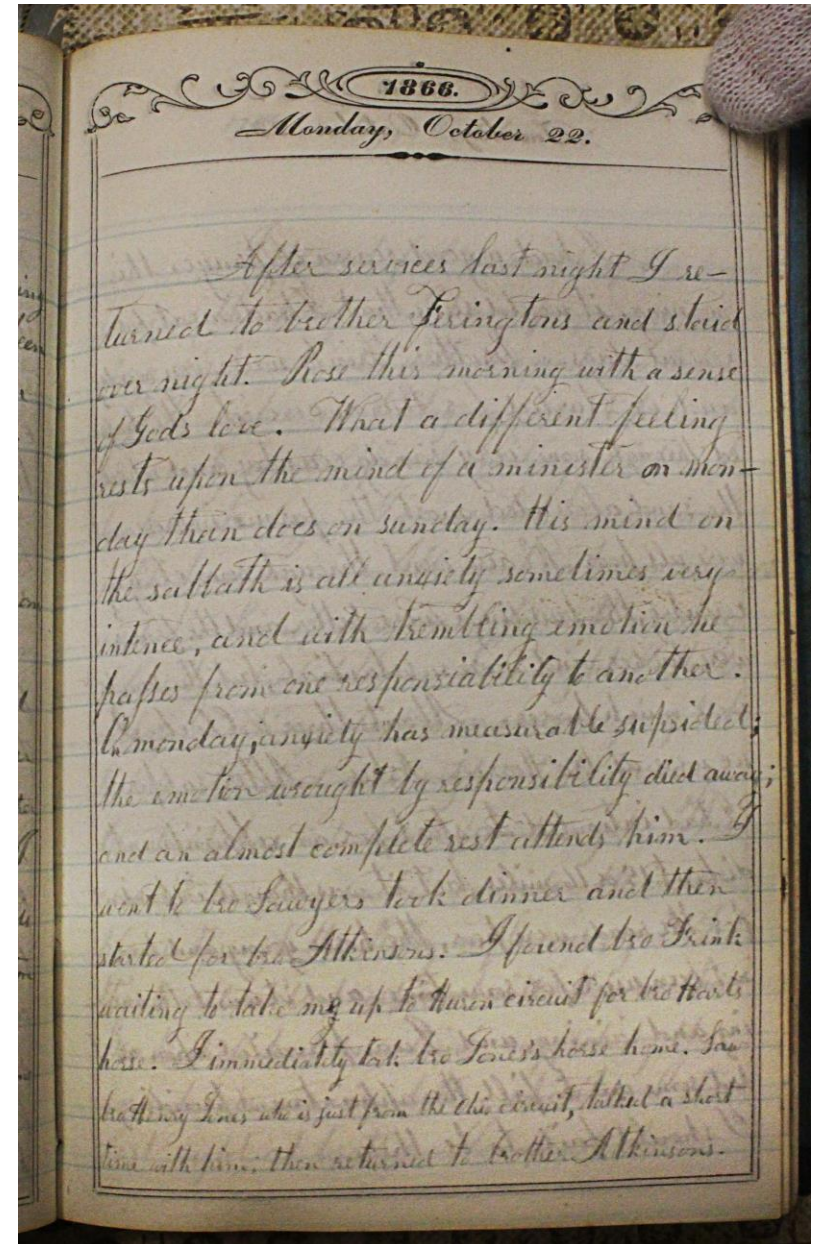 1866.
Monday, October 22.
After services last night I re-
turned to brother Feringtons and staid
over night. Rose this morning with a sense
of Gods love. What a different feeling
rests upon the mind of a minister on mon-
day than does on sunday. His mind on
the sabbath is all anxiety sometimes very
intence, and with trembling emotion he
passes from one responsiability to another.
On monday, anxiety has measurable supsided;
the emotion wrought by responsibility died away;
and an almost complete rest attends him. I
went to bro Sawyers took dinner and then
started for bro Atkinsons. I found bro Frink
waiting to take me up to Huron circuit for bro Harts
horse. I immediatity took bro Jones's horse home. Saw
bro Henry Jones who is just from the Ohio circuit, talked a short
time with him; then returned to brother Atkinsons.